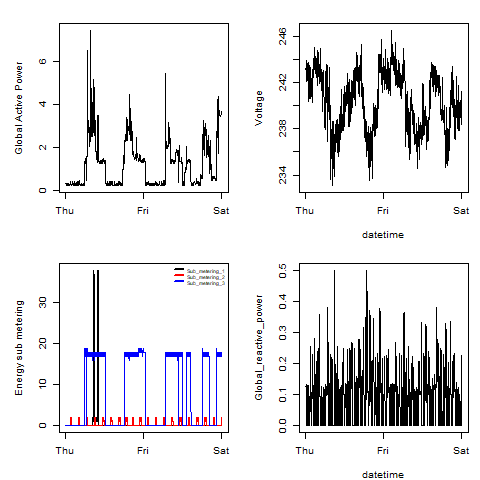 Global Active Power
0 2 4 6
Thu Fri Sat
Voltage
234 238 242 246
Thu Fri Sat
datetime
Energy sub metering
0 10 20 30
Sub_metering_1
Sub_metering_2
Sub_metering_3
Thu Fri Sat
Global_reactive_power
0.0 0.1 0.2 0.3 0.4 0.5
Thu Fri Sat
datetime